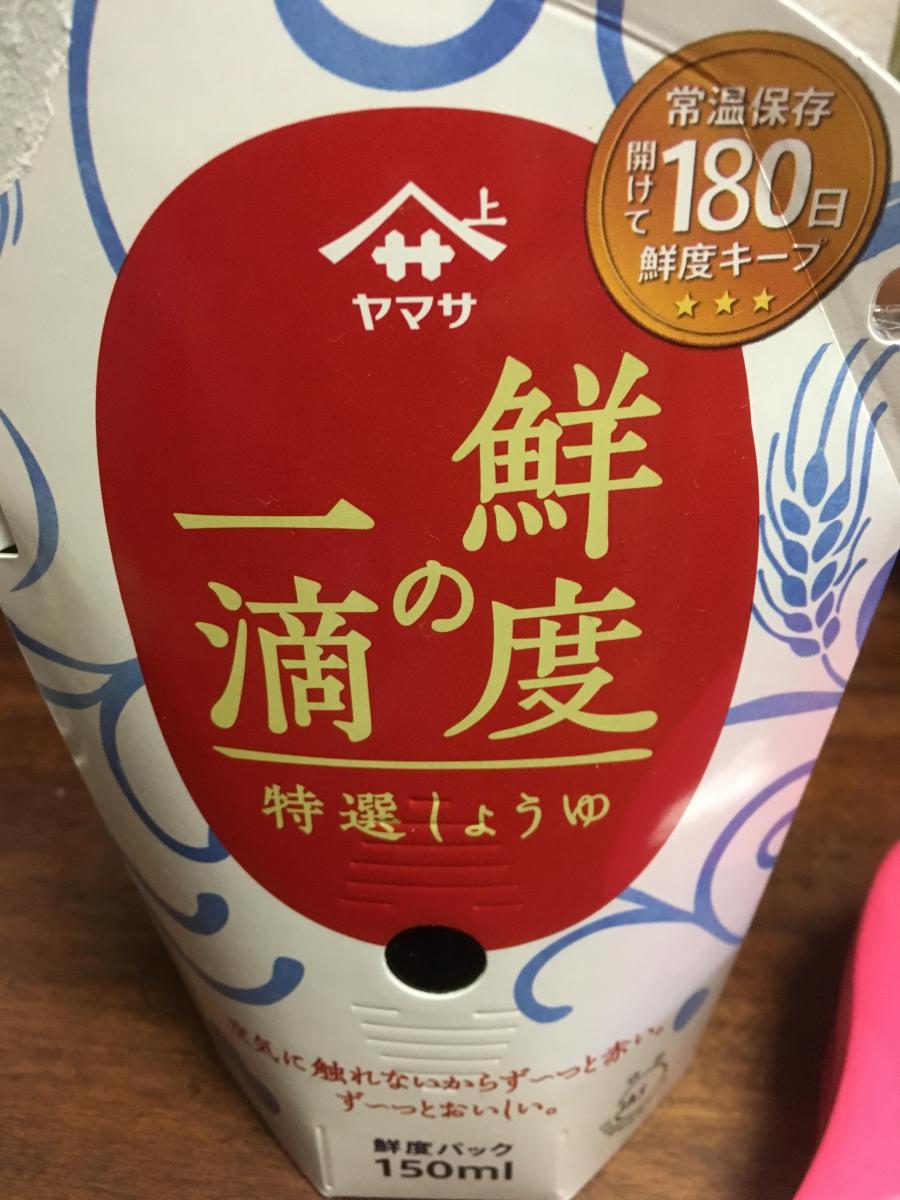 常温保存
開けて
180日
鮮度キープ
上
サ
ヤマサ
鮮度の
一滴
特選しょうゆ
空気に触れないからず〜っと赤い。
ず〜っとおいしい。
鮮度パック
150ml